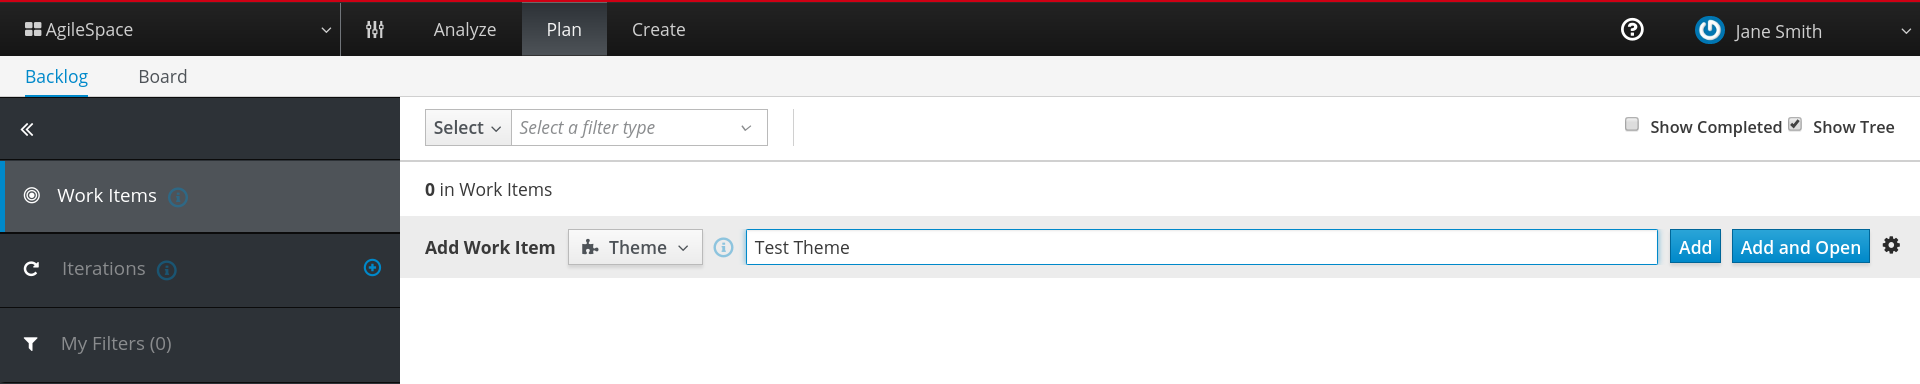 AgileSpace Analyze Plan Create Jane Smith
Backlog Board
Select Select a filter type Show Completed Show Tree
Work Items
0 in Work Items
Add Work Item Theme Test Theme Add Add and Open
Iterations
My Filters (0)